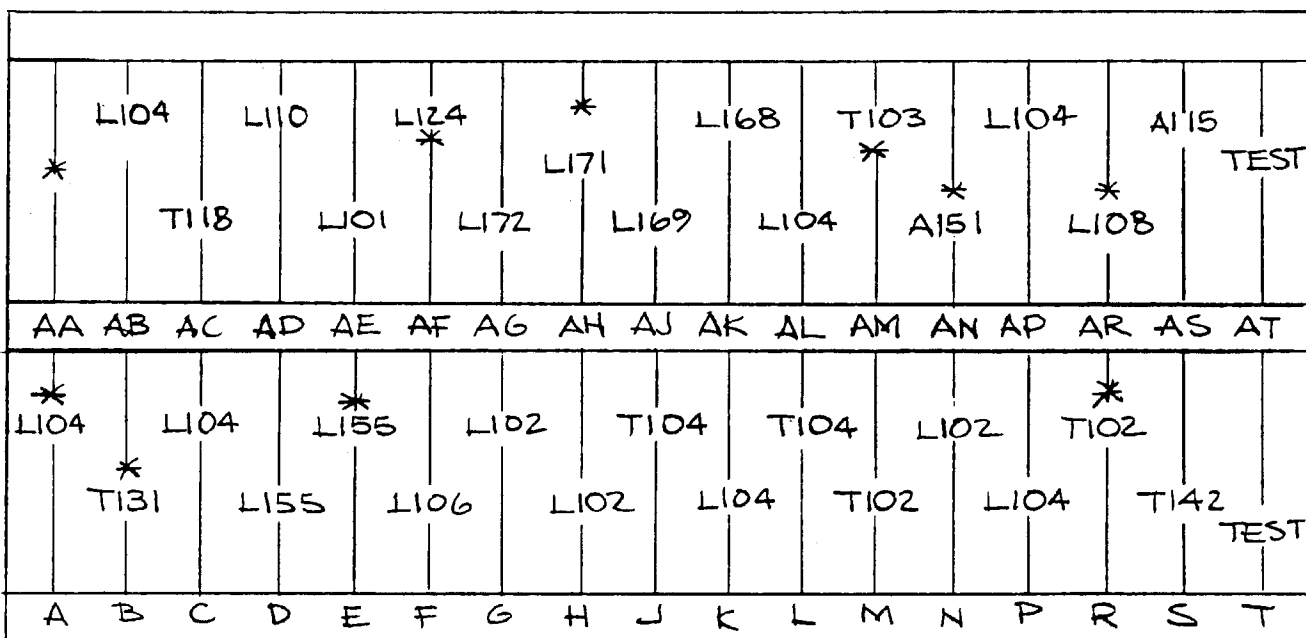 L104 L110 L124 * L168 T103 L104 A115
* * L171 * * * TEST
T118 L101 L172 L169 L104 A151 L108
AA AB AC AD AE AF AG AH AJ AK AL AM AN AP AR AS AT
* * *
L104 L104 L155 L102 T104 T104 L102 T102
*
T131 L155 L106 L102 L104 T102 L104 T142 TEST
A B C D E F G H J K L M N P R S T